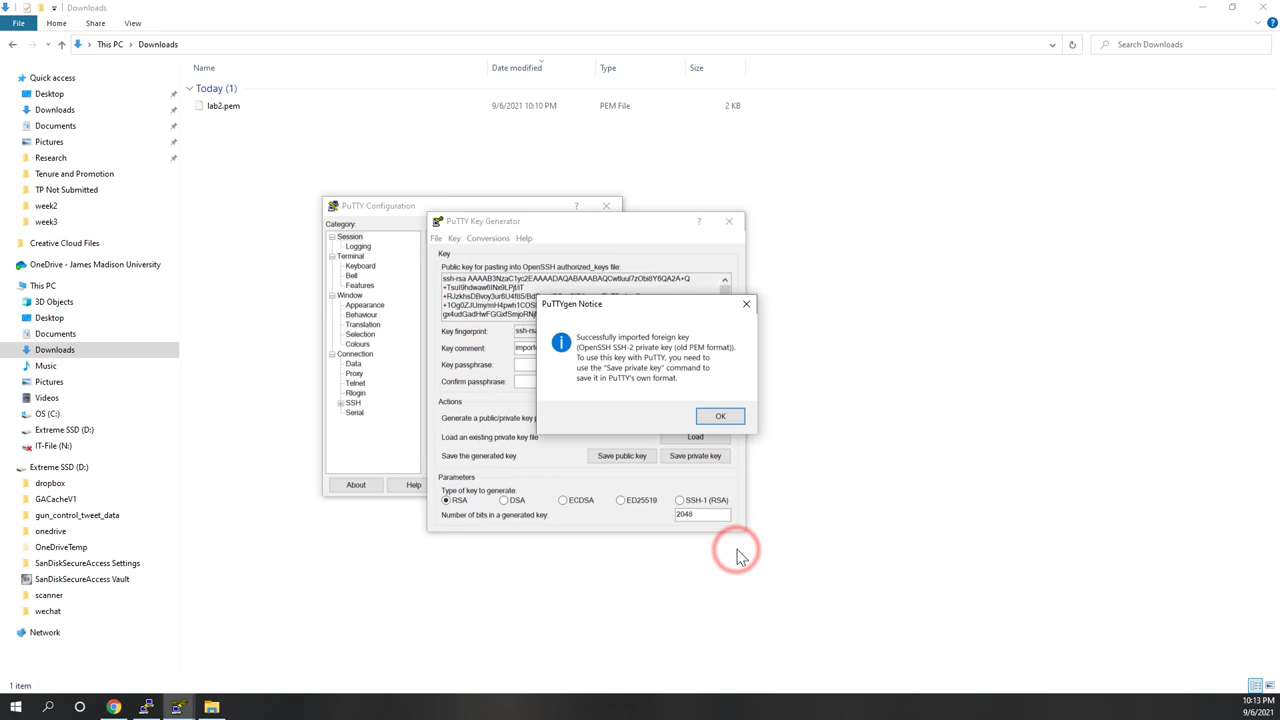 Downloads
File
Home
Share
View
This PC
Downloads
Search Downloads
Name
Date modified
Type
Size
Today (1)
lab2.pem
9/6/2021 10:10 PM
PEM File
2 KB
Quick access
Desktop
Downloads
Documents
Pictures
Research
Tenure and Promotion
TP Not Submitted
week2
week3
Creative Cloud Files
OneDrive - James Madison University
This PC
3D Objects
Desktop
Documents
Downloads
Music
Pictures
Videos
OS (C:)
Extreme SSD (D:)
IT-File (N:)
Extreme SSD (D:)
dropbox
GACacheV1
gun_control_tweet_data
onedrive
OneDriveTemp
SanDiskSecureAccess Settings
SanDiskSecureAccess Vault
scanner
wechat
Network
PuTTY Configuration
?
Category:
Session
Logging
Terminal
Keyboard
Bell
Features
Window
Appearance
Behaviour
Translation
Selection
Colours
Connection
Data
Proxy
Telnet
Rlogin
SSH
Serial
About
Help
PuTTY Key Generator
?
File
Key
Conversions
Help
Key
Public key for pasting into OpenSSH authorized_keys file:
ssh-rsa
Key fingerprint:
ssh-rsa
Key comment:
Key passphrase:
Confirm passphrase:
Actions
Generate a public/private key
Load an existing private key file
Load
Save the generated key
Save public key
Save private key
Parameters
Type of key to generate:
RSA
DSA
ECDSA
ED25519
SSH-1 (RSA)
Number of bits in a generated key:
2048
PuTTYgen Notice
Successfully imported foreign key
(OpenSSH SSH-2 private key (old PEM format)).
To use this key with PuTTY, you need to
use the "Save private key" command to
save it in PuTTY's own format.
OK
1 item
10:13 PM
9/6/2021